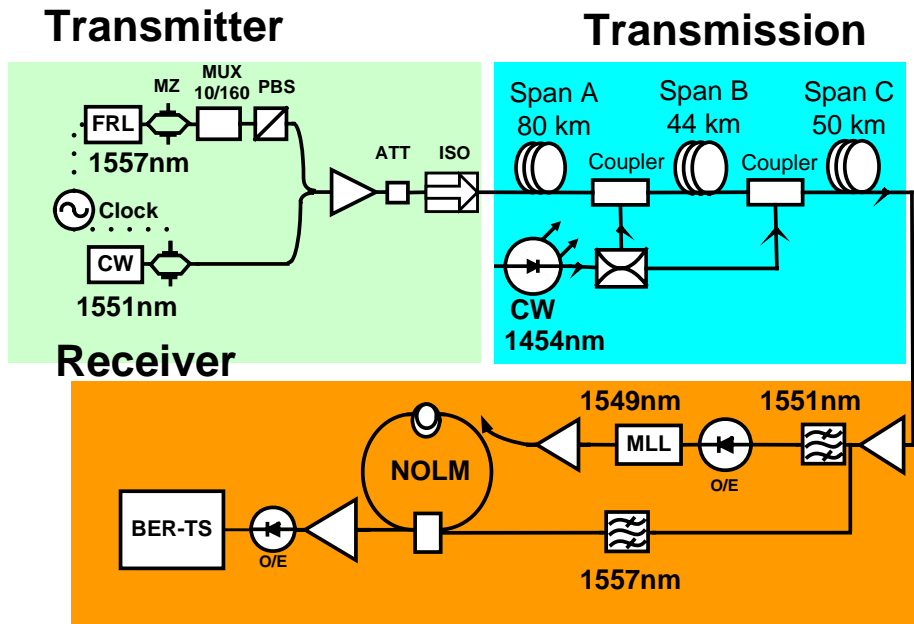 Transmitter
Transmission
MZ
MUX
10/160
PBS
FRL
1557nm
ATT
ISO
Clock
CW
1551nm
Span A
80 km
Span B
44 km
Span C
50 km
Coupler
Coupler
CW
1454nm
Receiver
1549nm
1551nm
MLL
O/E
NOLM
BER-TS
O/E
1557nm